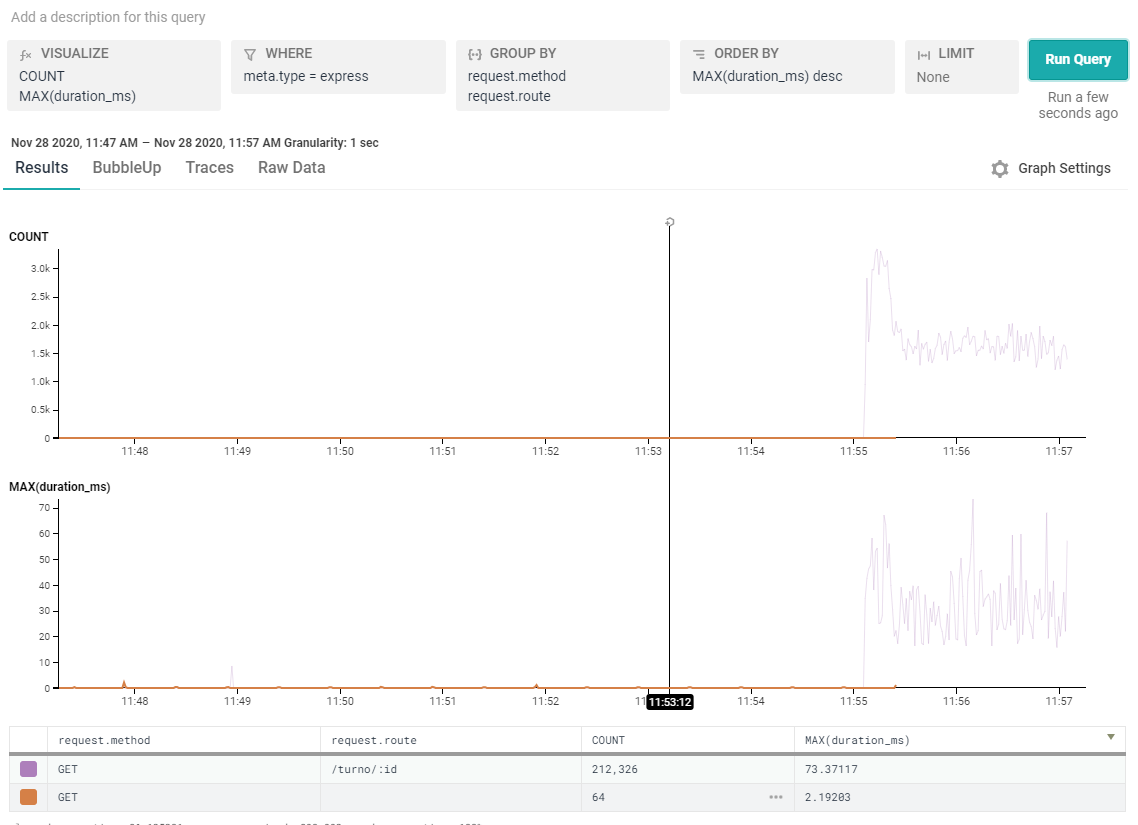 Add a description for this query
VISUALIZE
COUNT
MAX(duration_ms)
WHERE
meta.type = express
GROUP BY
request.method
request.route
ORDER BY
MAX(duration_ms) desc
LIMIT
None
Run Query
Run a few
seconds ago
Nov 28 2020, 11:47 AM – Nov 28 2020, 11:57 AM Granularity: 1 sec
Results BubbleUp Traces Raw Data
Graph Settings
COUNT
3.0k
2.5k
2.0k
1.5k
1.0k
0.5k
0
11:48 11:49 11:50 11:51 11:52 11:53 11:54 11:55 11:56 11:57
MAX(duration_ms)
70
60
50
40
30
20
10
0
11:48 11:49 11:50 11:51 11:52 11:53:12 11:54 11:55 11:56 11:57
request.method request.route COUNT MAX(duration_ms)
GET /turno/:id 212,326 73.37117
GET 64 ••• 2.19203